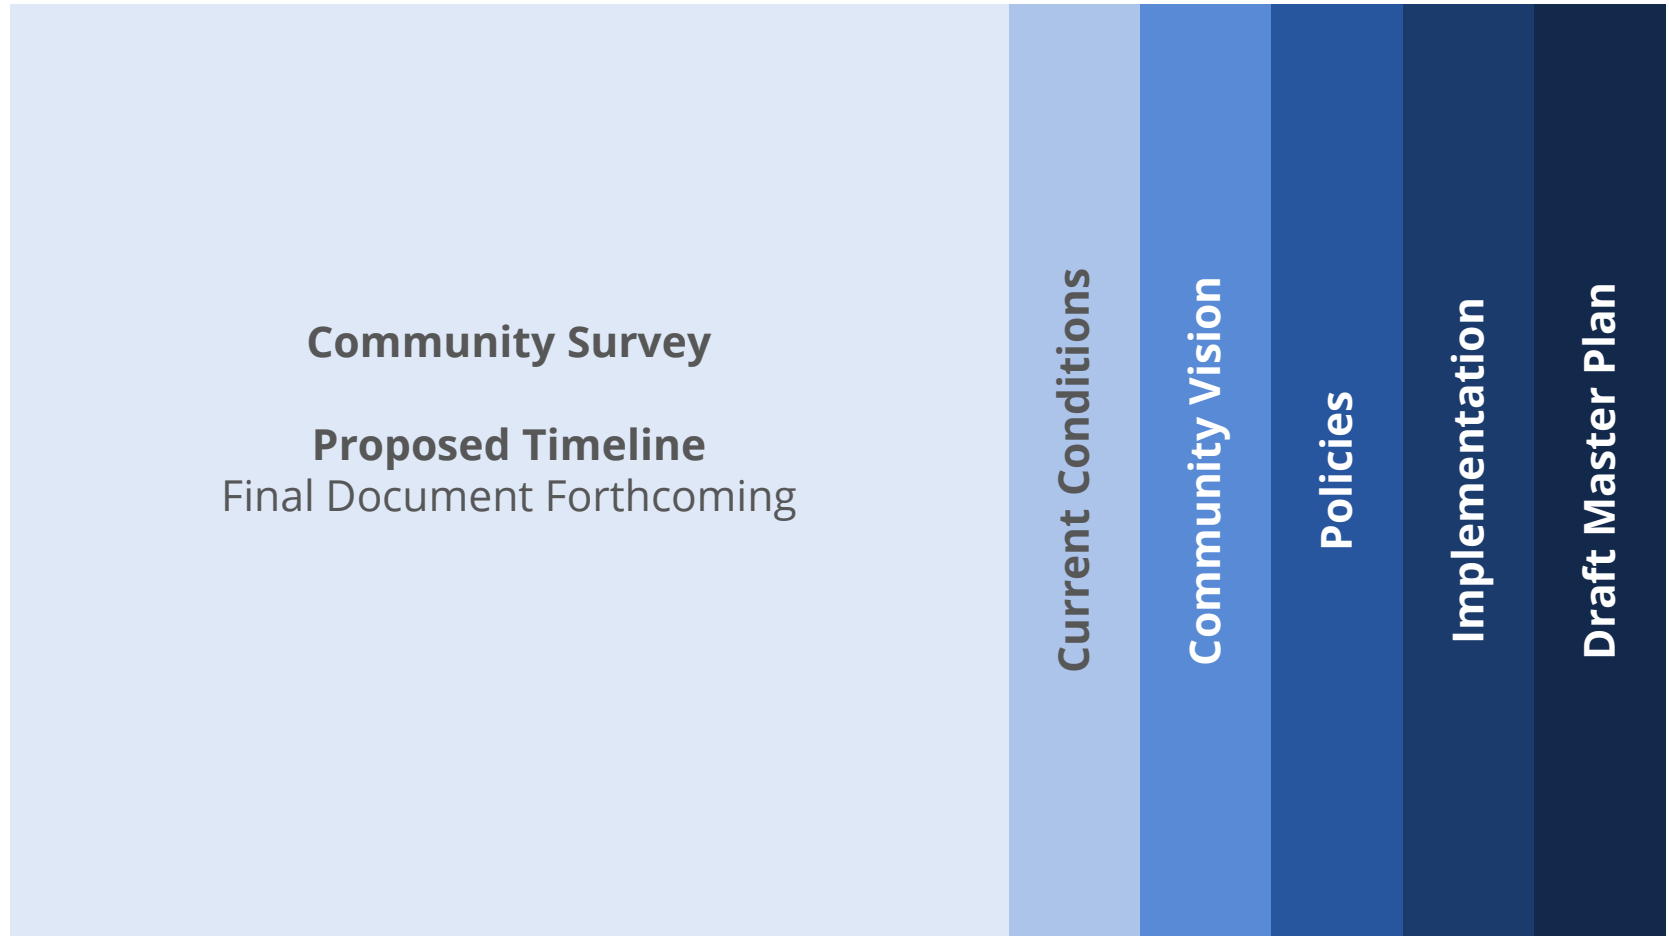 Community Survey
Proposed Timeline
Final Document Forthcoming
Current Conditions
Community Vision
Policies
Implementation
Draft Master Plan